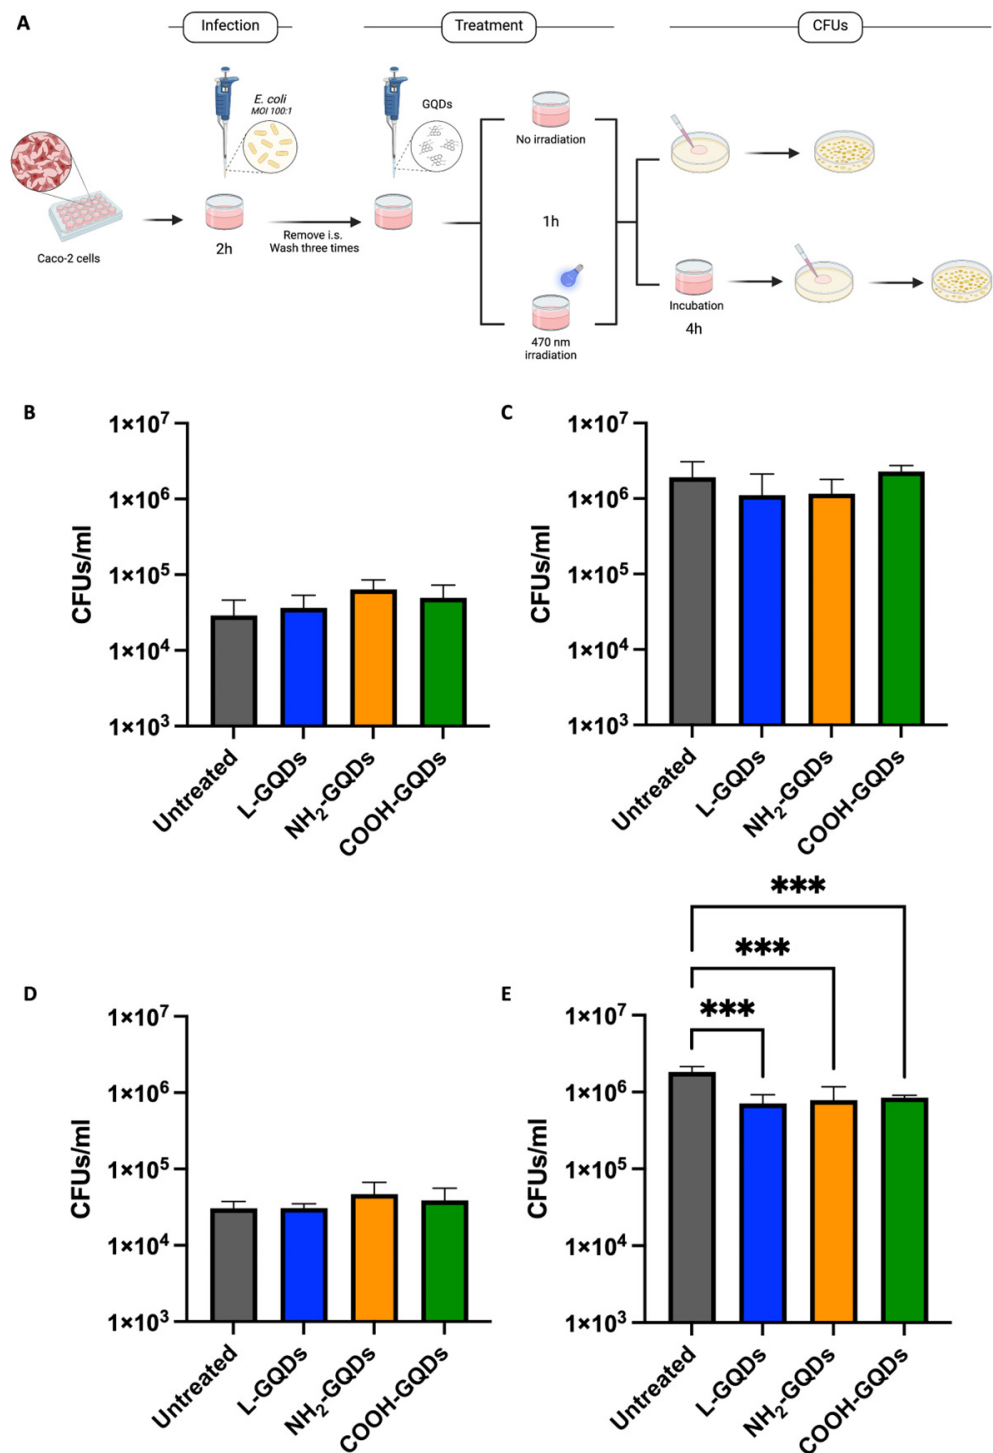 A
Infection
Treatment
CFUs
E. coli
MOI 100:1
GQDs
No irradiation
Caco-2 cells
2h
Remove i.s.
Wash three times
1h
470 nm
irradiation
Incubation
4h
B
CFUs/ml
1×10⁷
1×10⁶
1×10⁵
1×10⁴
1×10³
Untreated
L-GQDs
NH₂-GQDs
COOH-GQDs
C
CFUs/ml
1×10⁷
1×10⁶
1×10⁵
1×10⁴
1×10³
Untreated
L-GQDs
NH₂-GQDs
COOH-GQDs
D
CFUs/ml
1×10⁷
1×10⁶
1×10⁵
1×10⁴
1×10³
Untreated
L-GQDs
NH₂-GQDs
COOH-GQDs
E
***
***
***
CFUs/ml
1×10⁷
1×10⁶
1×10⁵
1×10⁴
1×10³
Untreated
L-GQDs
NH₂-GQDs
COOH-GQDs